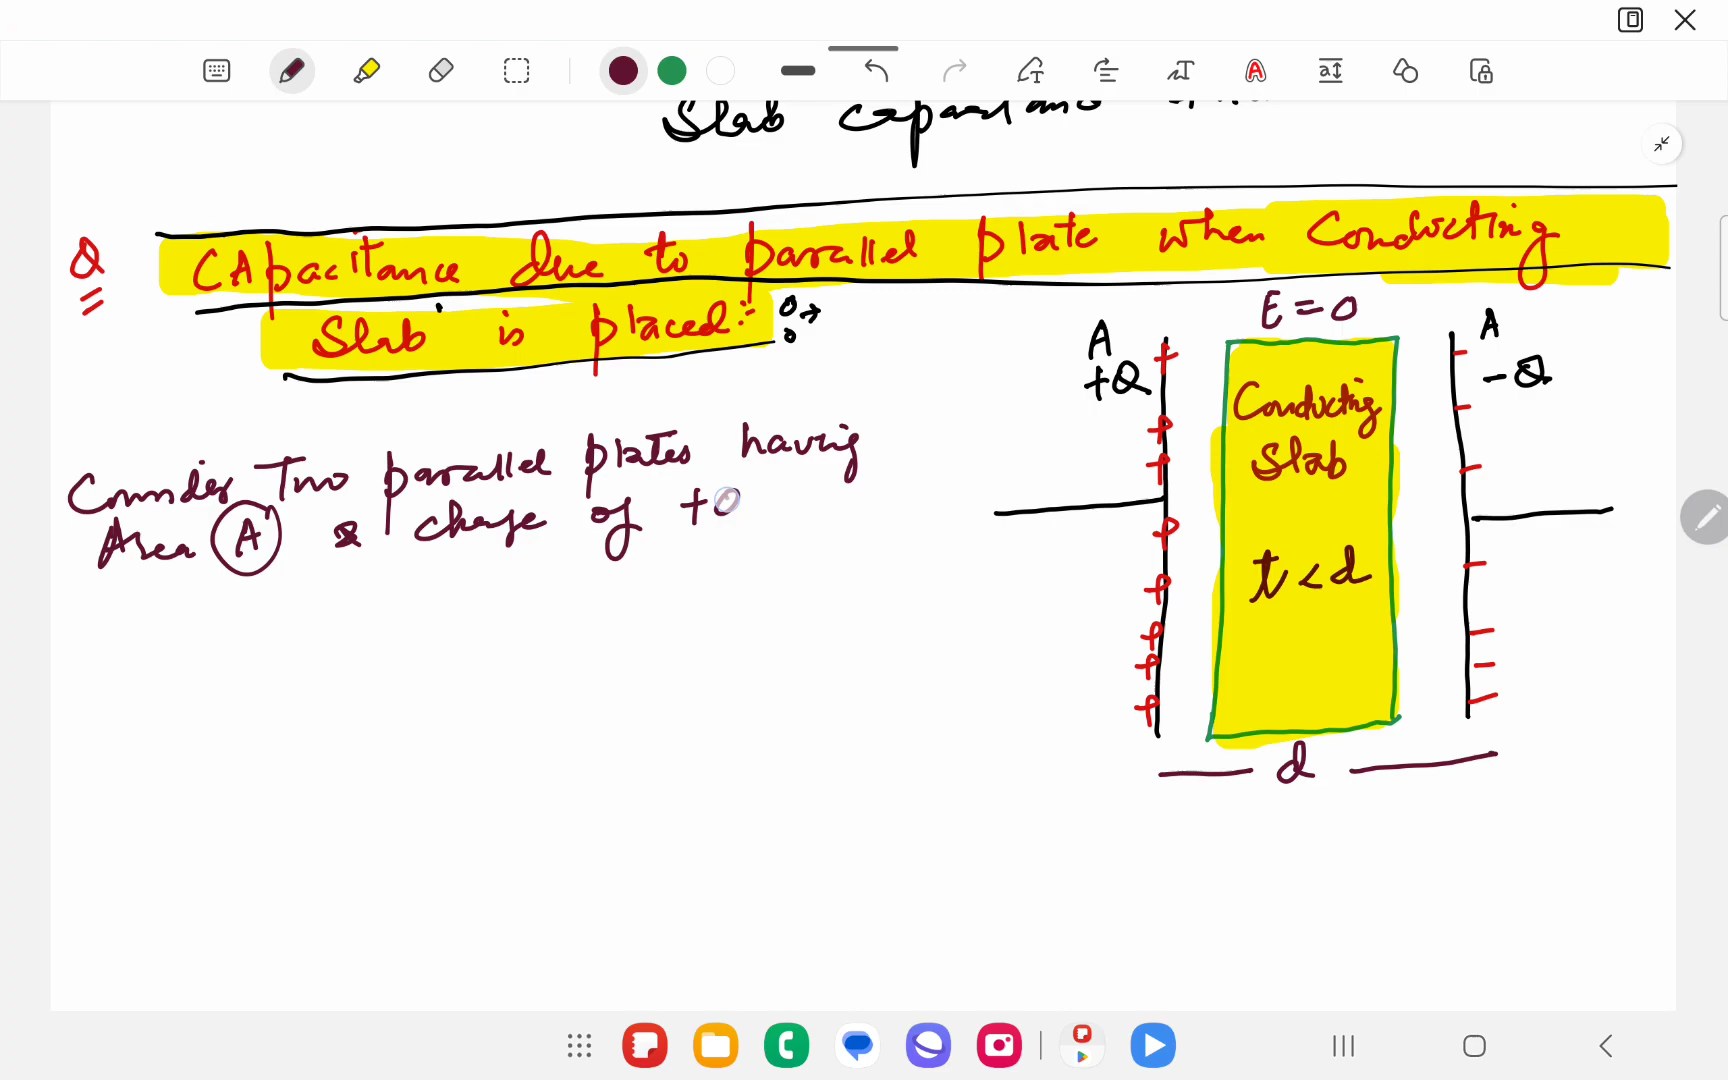 Slab
Q CApacitance due to parallel plate when Conducting
Slab is placed:-
E = 0
A
+Q
A
- Q
Conducting
Slab
t < d
d
Consider Two parallel plates having
Area A & charge of +Q